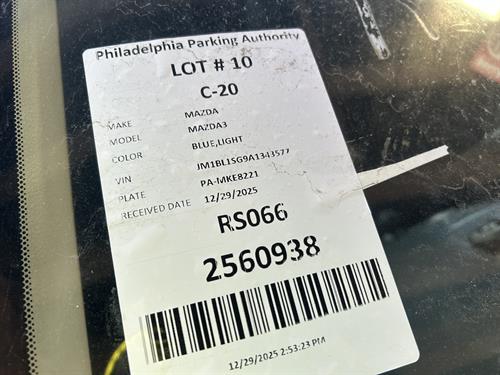 Philadelphia Parking Authority
LOT # 10
C-20
MAKE MAZDA
MODEL MAZDA3
COLOR BLUE,LIGHT
VIN JM1BL1SG9A1343577
PLATE PA-MKE8221
RECEIVED DATE 12/29/2025
RS066
2560938
12/29/2025 2:53:23 PM